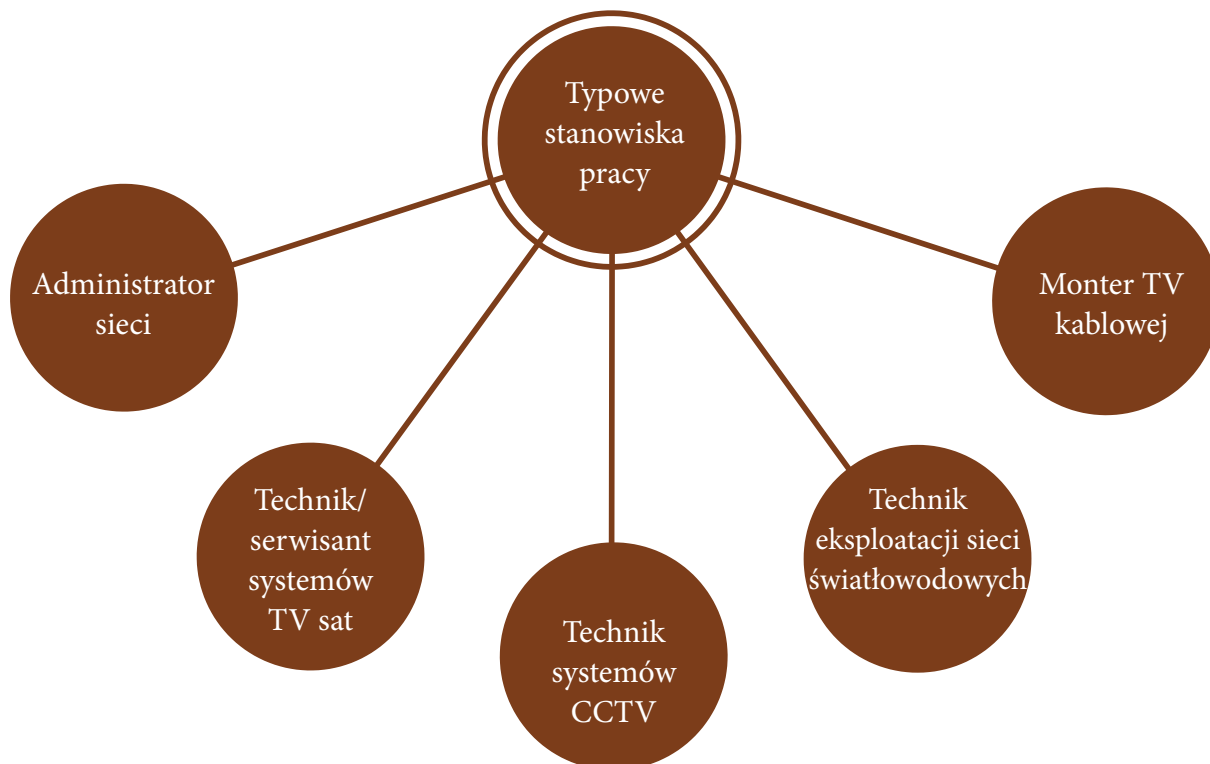 Typowe
stanowiska
pracy
Administrator
sieci
Monter TV
kablowej
Technik/
serwisant
systemów
TV sat
Technik
eksploatacji sieci
światłowodowych
Technik
systemów
CCTV